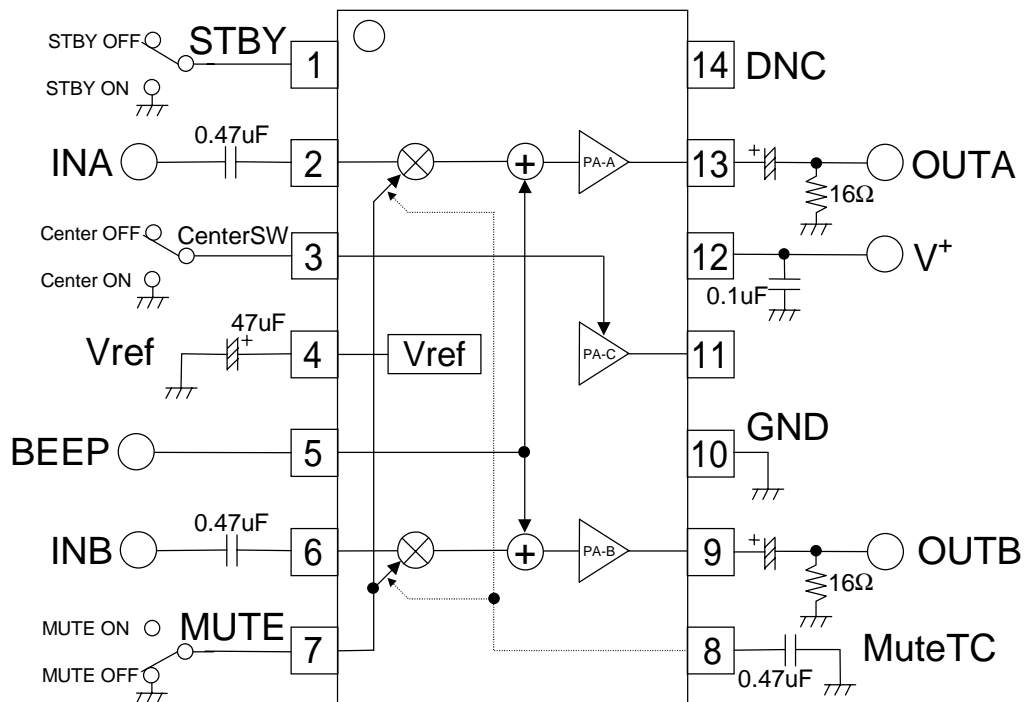 STBY OFF
STBY
1
14
DNC
STBY ON
0.47uF
INA
2
PA-A
13
+
OUTA
16Ω
Center OFF
CenterSW
3
12
V+
Center ON
0.1uF
47uF
Vref
+
4
Vref
PA-C
11
BEEP
5
GND
10
0.47uF
INB
6
PA-B
9
+
OUTB
16Ω
MUTE ON
MUTE
7
8
MuteTC
MUTE OFF
0.47uF